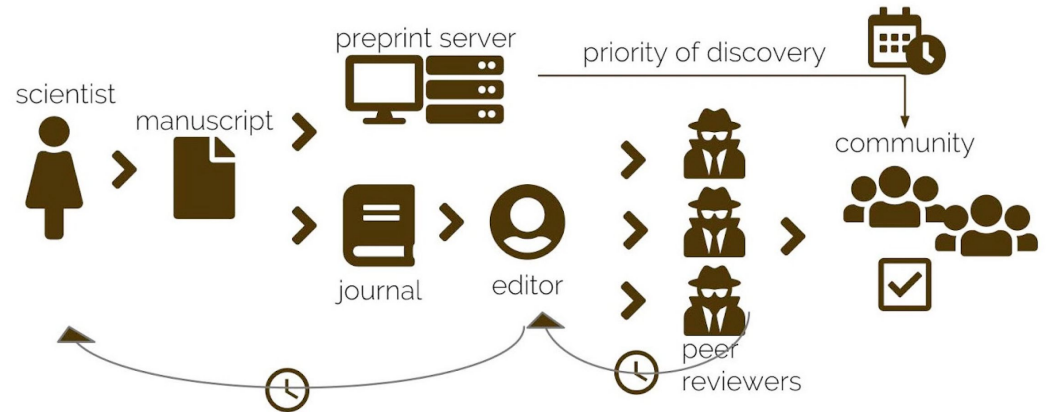 scientist
manuscript
preprint server
priority of discovery
community
journal
editor
peer
reviewers